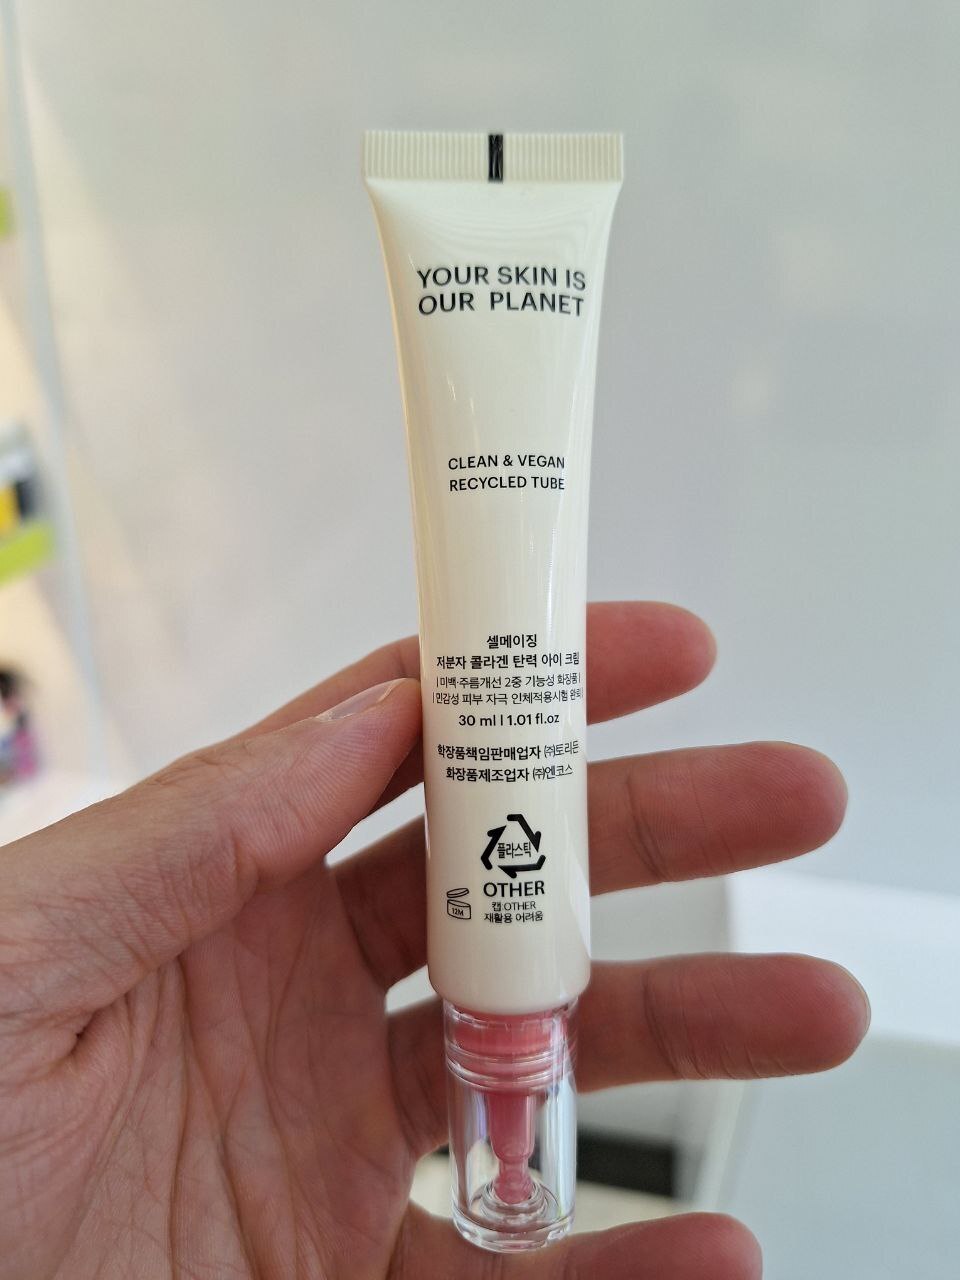 YOUR SKIN IS
OUR PLANET
CLEAN & VEGAN
RECYCLED TUBE
셀메이징
저분자 콜라겐 탄력 아이 크림
| 미백·주름개선 2중 기능성 화장품 |
| 민감성 피부 자극 인체적용시험 완료 |
30 ml | 1.01 fl.oz
화장품책임판매업자 ㈜토리든
화장품제조업자 ㈜엔코스
플라스틱
OTHER
12M
캡:OTHER
재활용 어려움